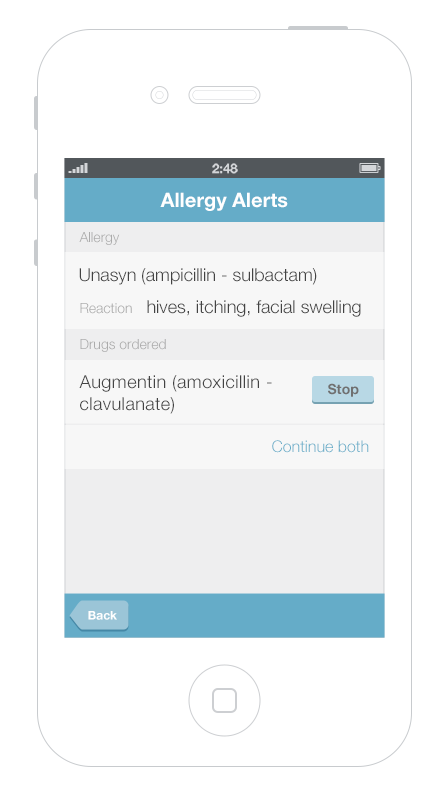 2:48
Allergy Alerts
Allergy
Unasyn (ampicillin - sulbactam)
Reaction hives, itching, facial swelling
Drugs ordered
Augmentin (amoxicillin -
clavulanate)
Stop
Continue both
Back